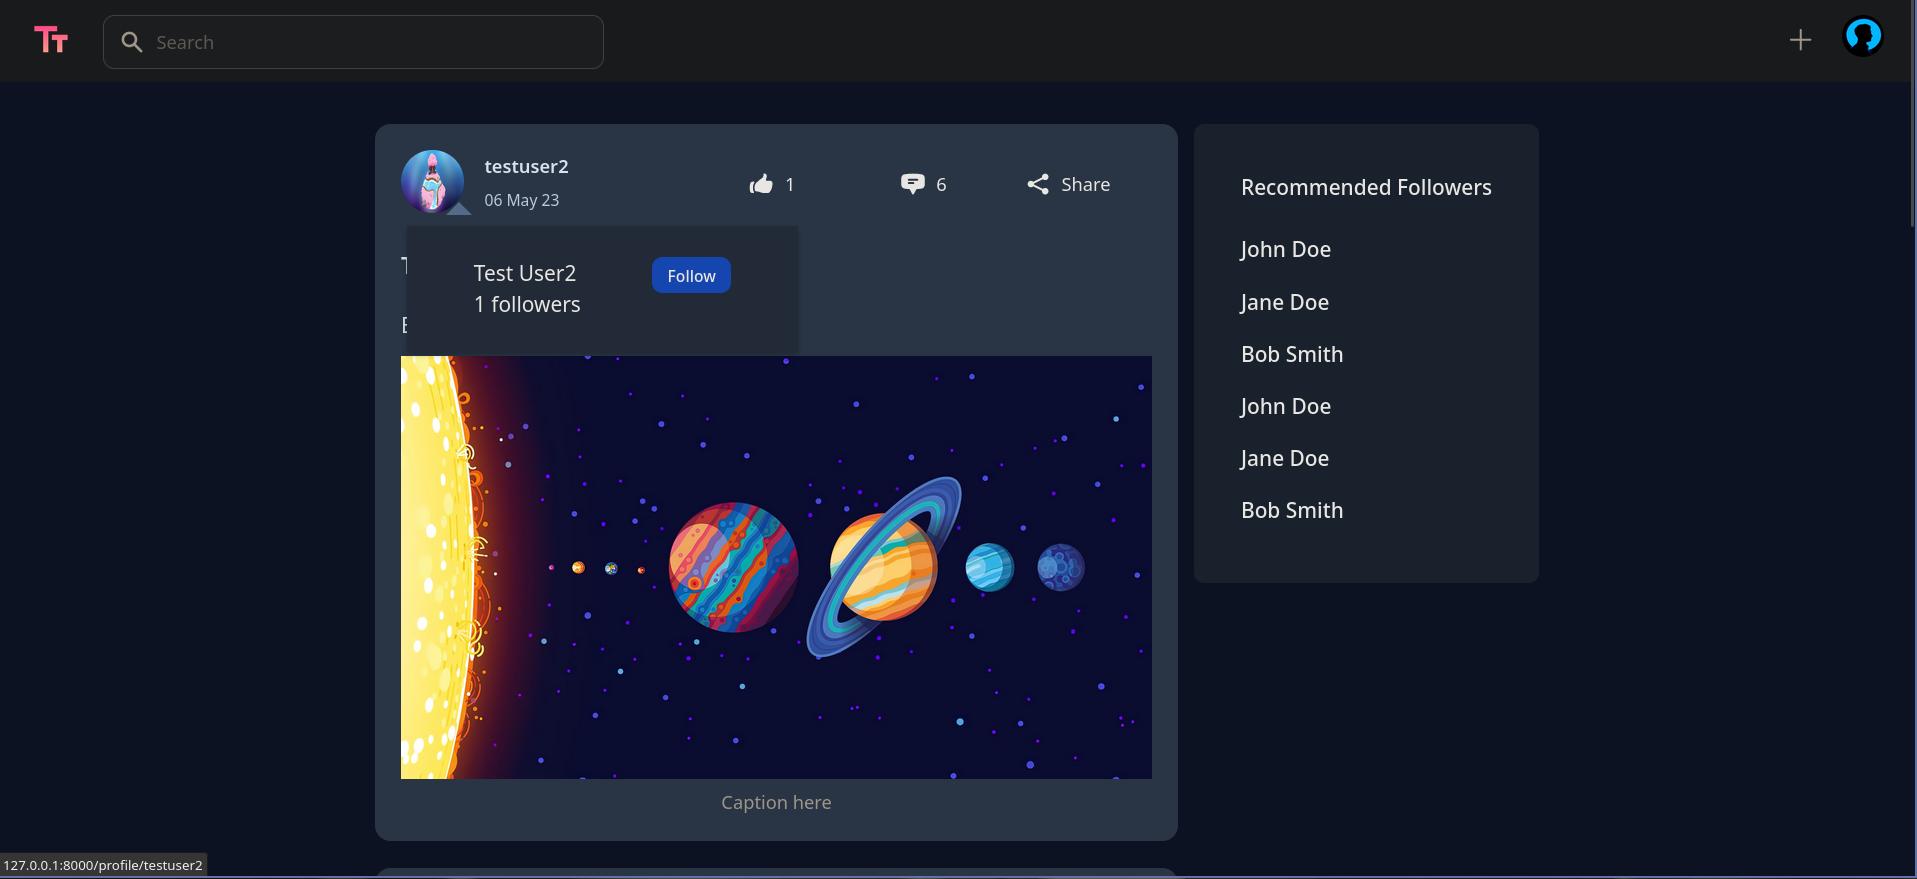 TT
Search
testuser2
06 May 23
1
6
Share
Test User2
1 followers
Follow
T
E
Caption here
Recommended Followers
John Doe
Jane Doe
Bob Smith
John Doe
Jane Doe
Bob Smith
127.0.0.1:8000/profile/testuser2